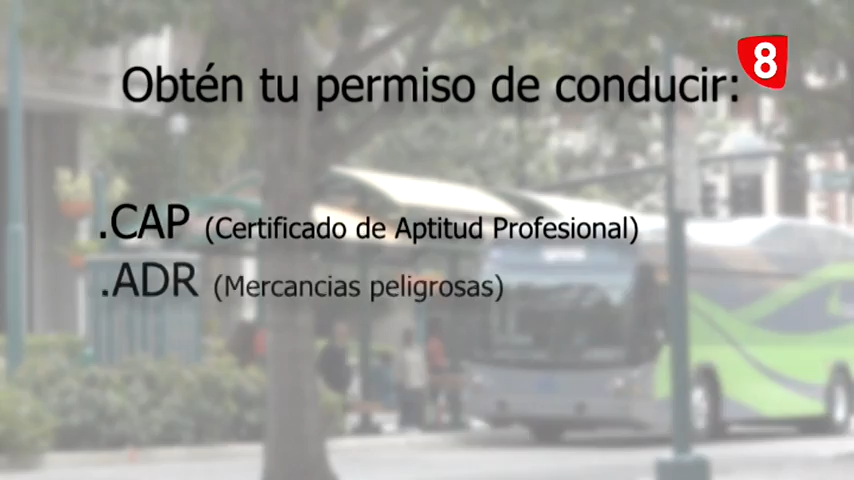 Obtén tu permiso de conducir:
8
.CAP (Certificado de Aptitud Profesional)
.ADR (Mercancias peligrosas)